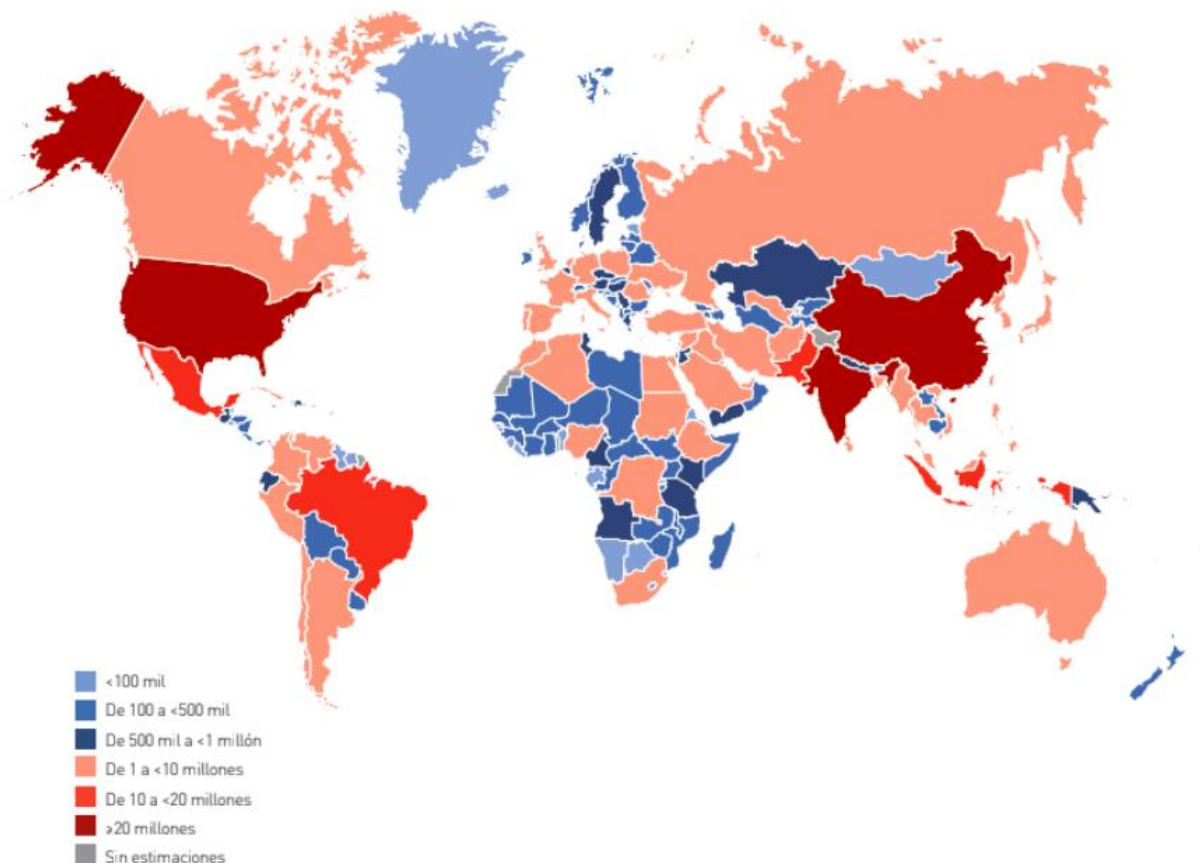 <100 mil
De 100 a <500 mil
De 500 mil a <1 millón
De 1 a <10 millones
De 10 a <20 millones
≥20 millones
Sin estimaciones